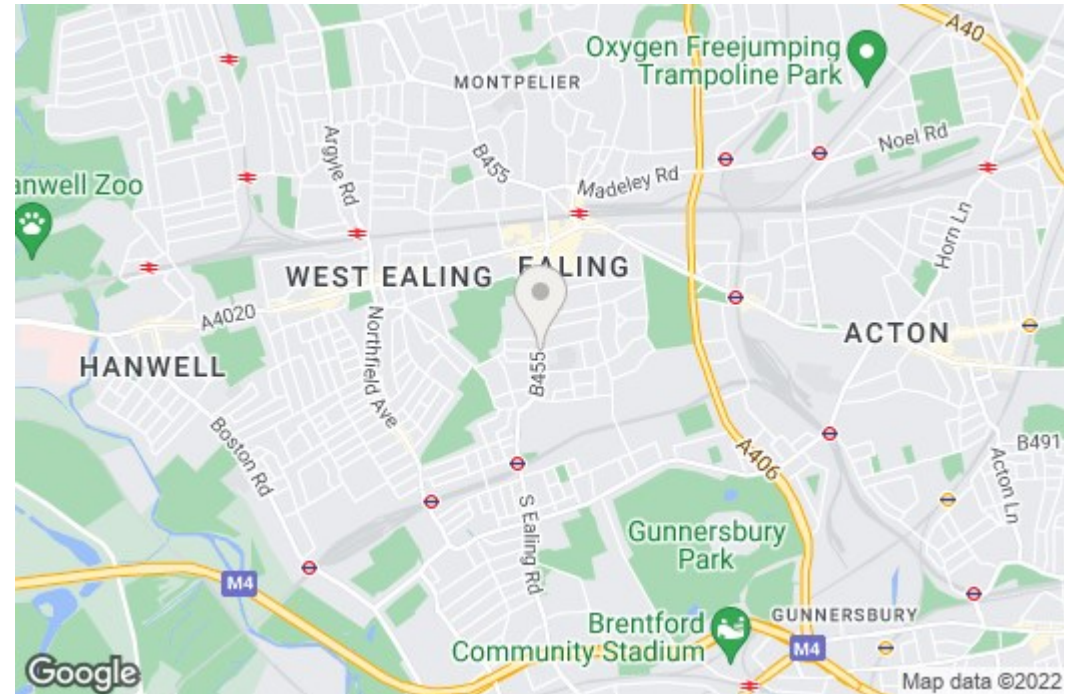 A40
Oxygen Freejumping
Trampoline Park
MONTPELIER
Noel Rd
Argyle Rd
B455
Madeley Rd
anwell Zoo
Horn Ln
WEST EALING
EALING
A4020
Northfield Ave
ACTON
HANWELL
B455
Boston Rd
B491
A406
Acton Ln
S Ealing Rd
Gunnersbury
Park
M4
GUNNERSBURY
Brentford
Community Stadium
M4
Google
Map data ©2022